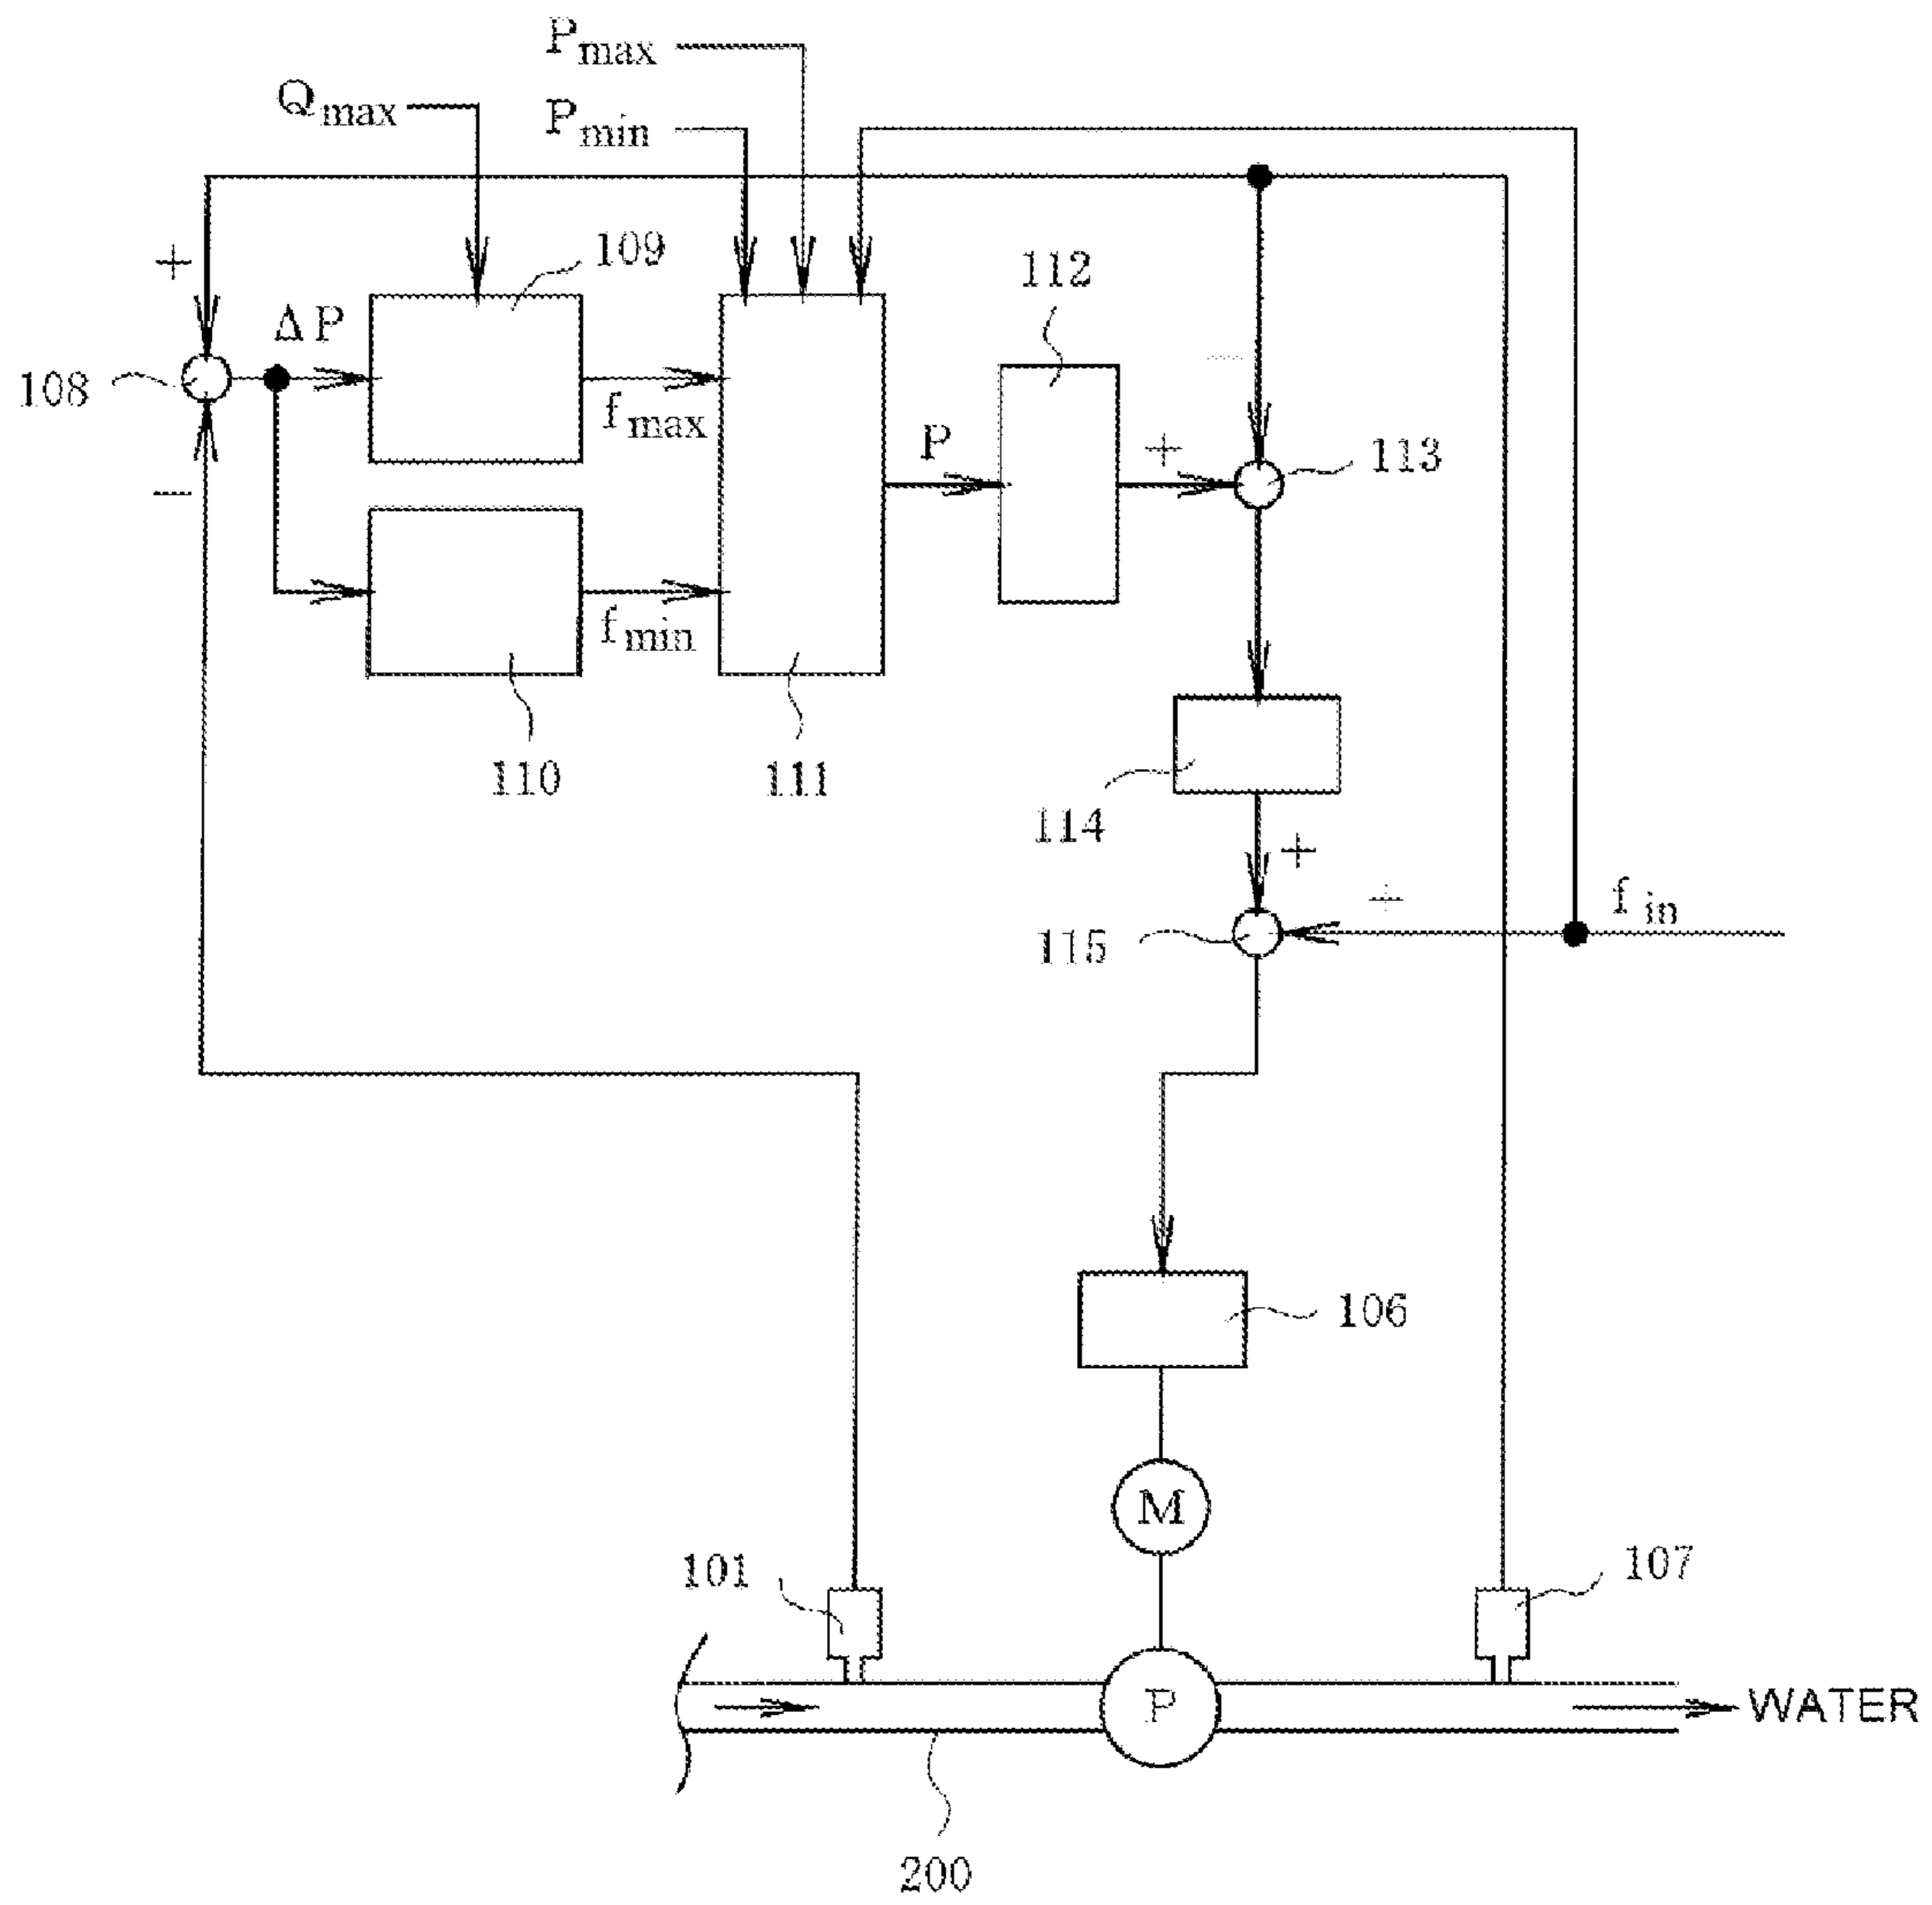 Pmax
Qmax
Pmin
+
109
112
ΔP
108
−
fmax
P
+
−
113
fmin
110
111
114
+
+
fin
115
106
M
101
107
P
WATER
200